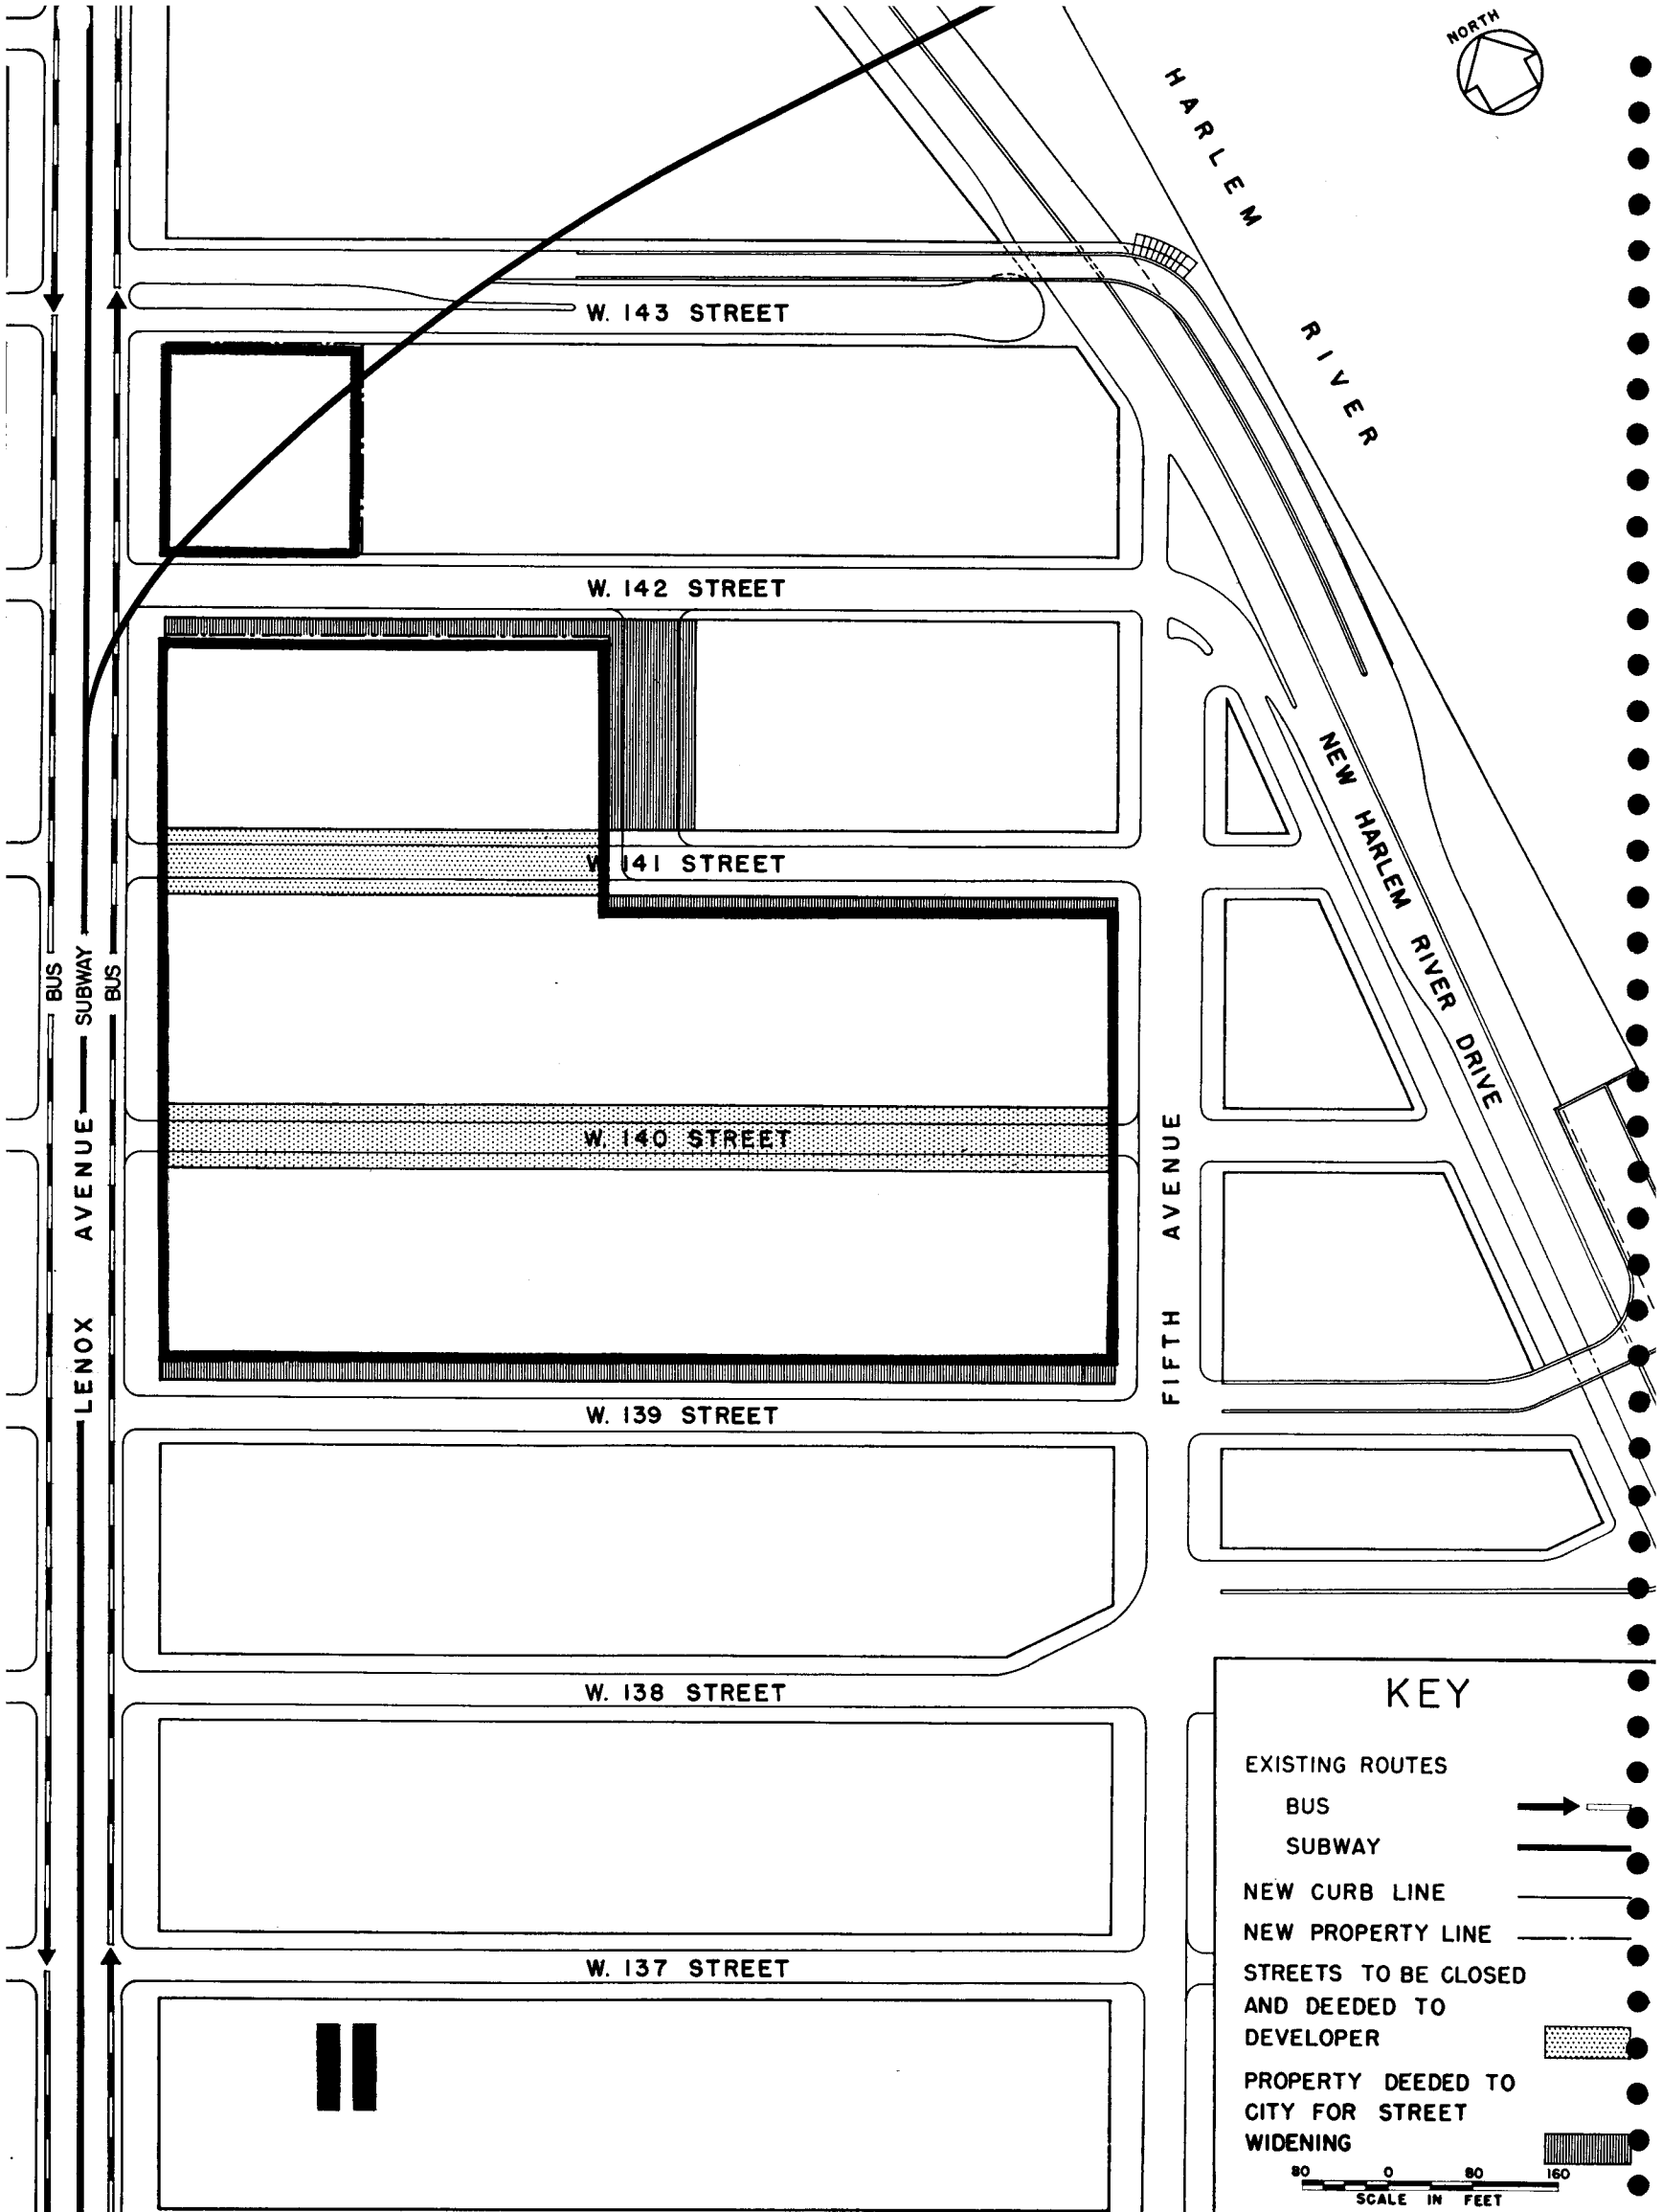 NORTH
HARLEM RIVER
W. 143 STREET
W. 142 STREET
W. 141 STREET
NEW HARLEM RIVER DRIVE
BUS
SUBWAY
BUS
LENOX AVENUE
W. 140 STREET
FIFTH AVENUE
W. 139 STREET
W. 138 STREET
W. 137 STREET
KEY
EXISTING ROUTES
BUS
SUBWAY
NEW CURB LINE
NEW PROPERTY LINE
STREETS TO BE CLOSED
AND DEEDED TO
DEVELOPER
PROPERTY DEEDED TO
CITY FOR STREET
WIDENING
80 0 80 160
SCALE IN FEET